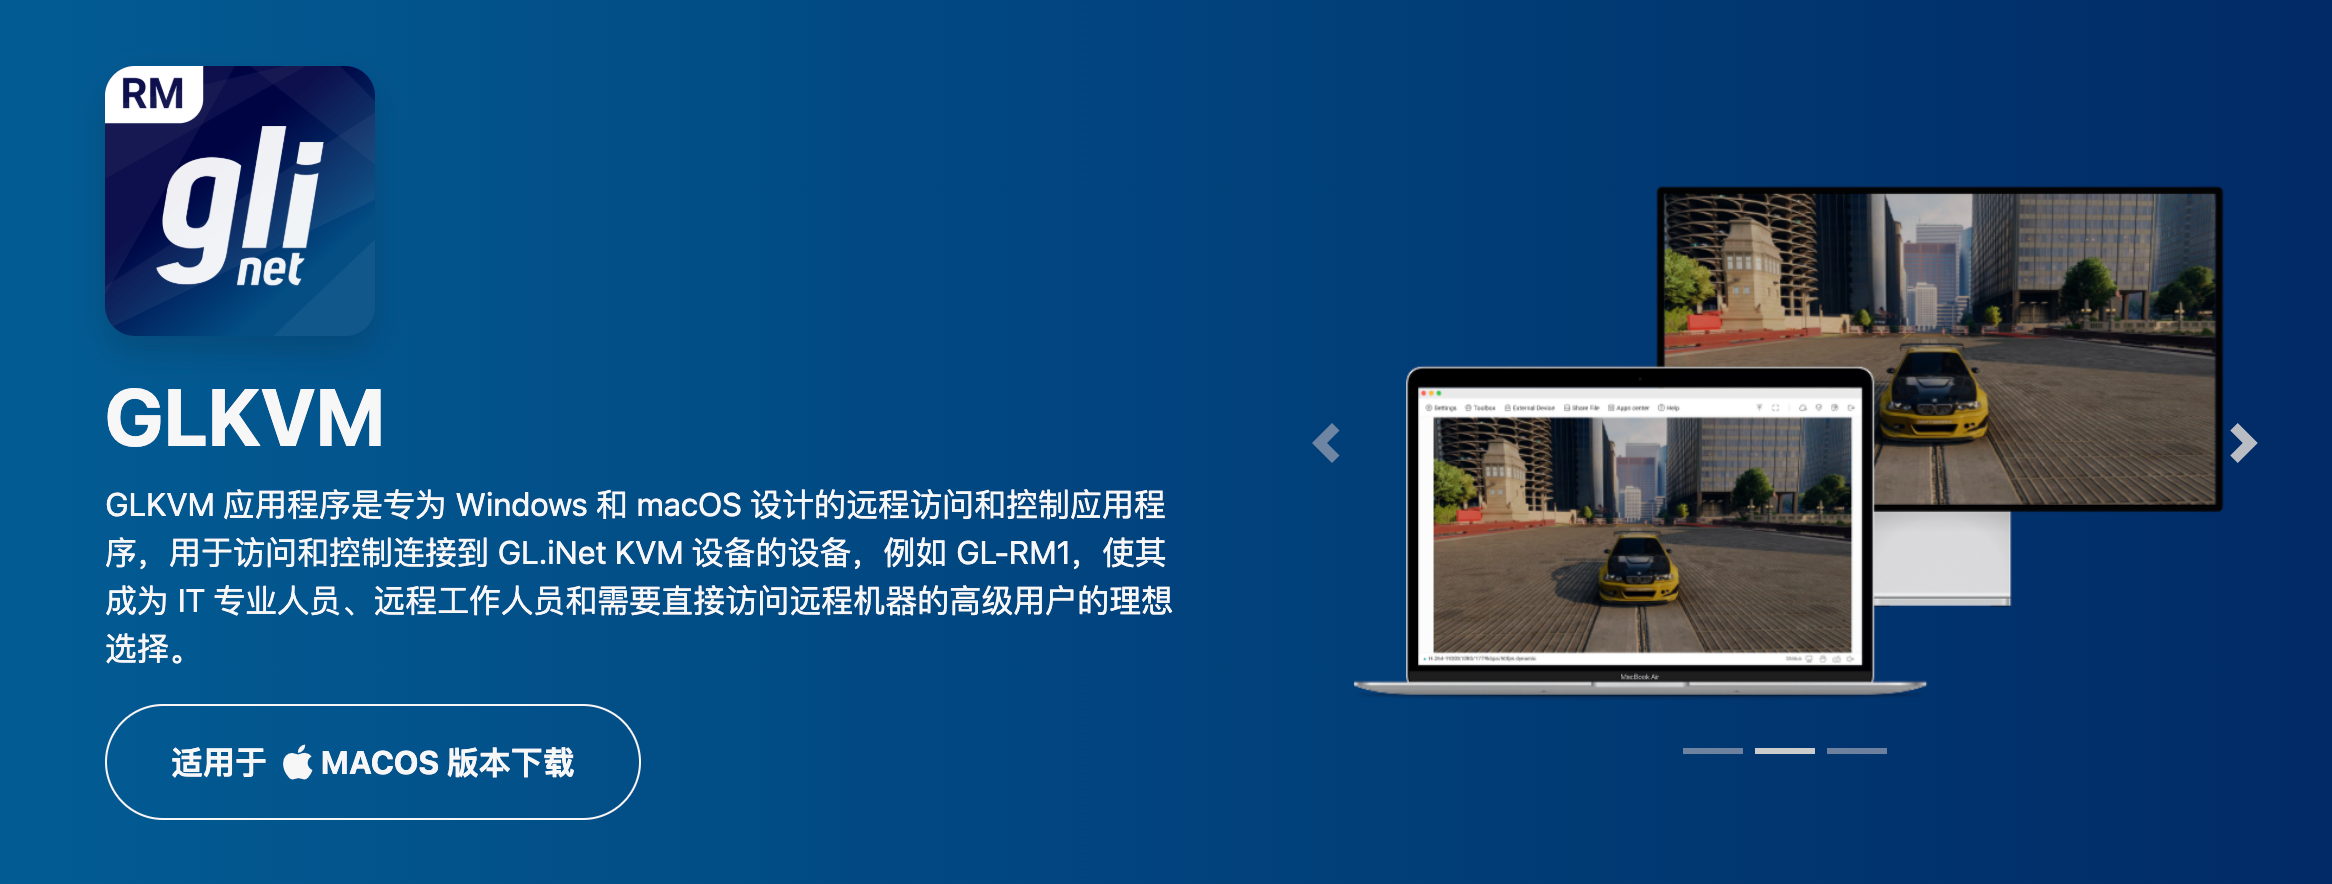 RM
gli
net
GLKVM
GLKVM 应用程序是专为 Windows 和 macOS 设计的远程访问和控制应用程
序，用于访问和控制连接到 GL.iNet KVM 设备的设备，例如 GL-RM1，使其
成为 IT 专业人员、远程工作人员和需要直接访问远程机器的高级用户的理想
选择。
适用于 MACOS 版本下载
Settings Toolbox External Device Share File Apps center Help
MacBook Air